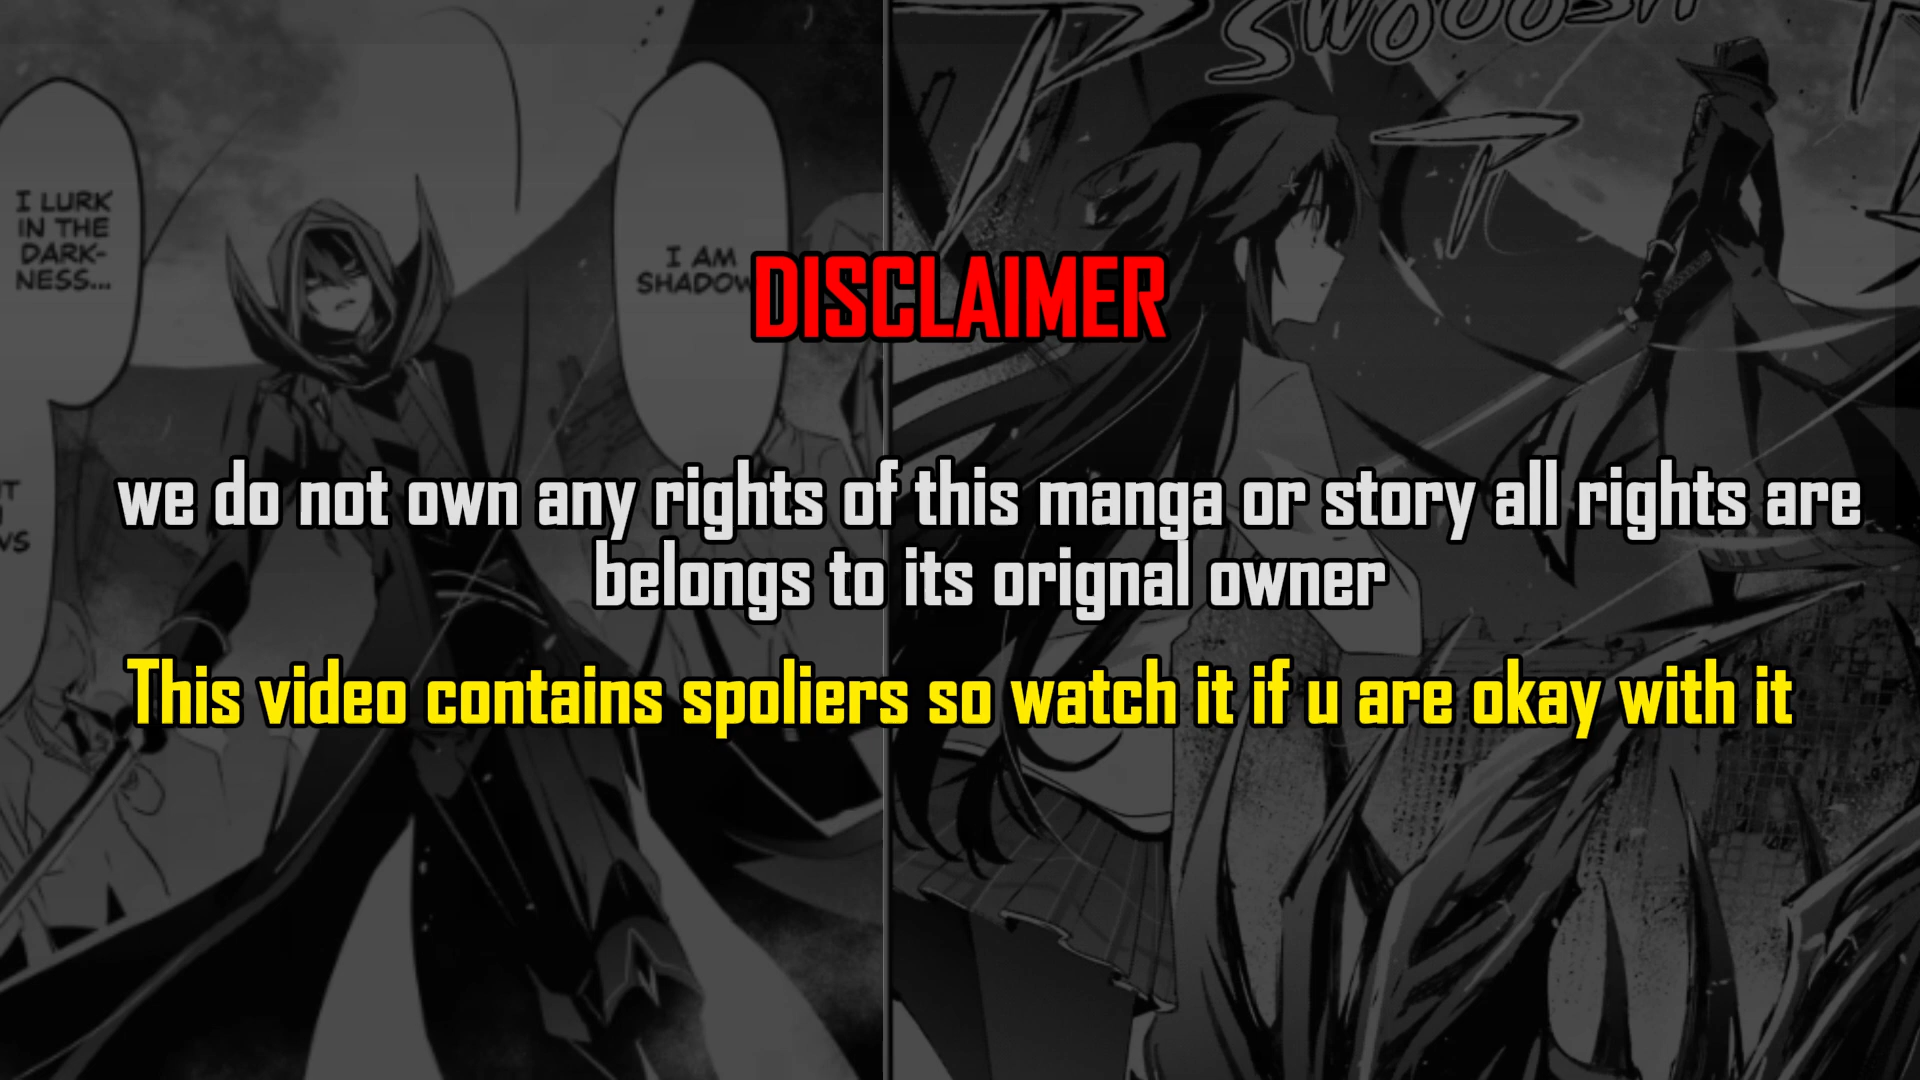 SWOOOSH
I LURK
IN THE
DARK-
NESS...
I AM
SHADOW
DISCLAIMER
we do not own any rights of this manga or story all rights are
belongs to its orignal owner
This video contains spoliers so watch it if u are okay with it